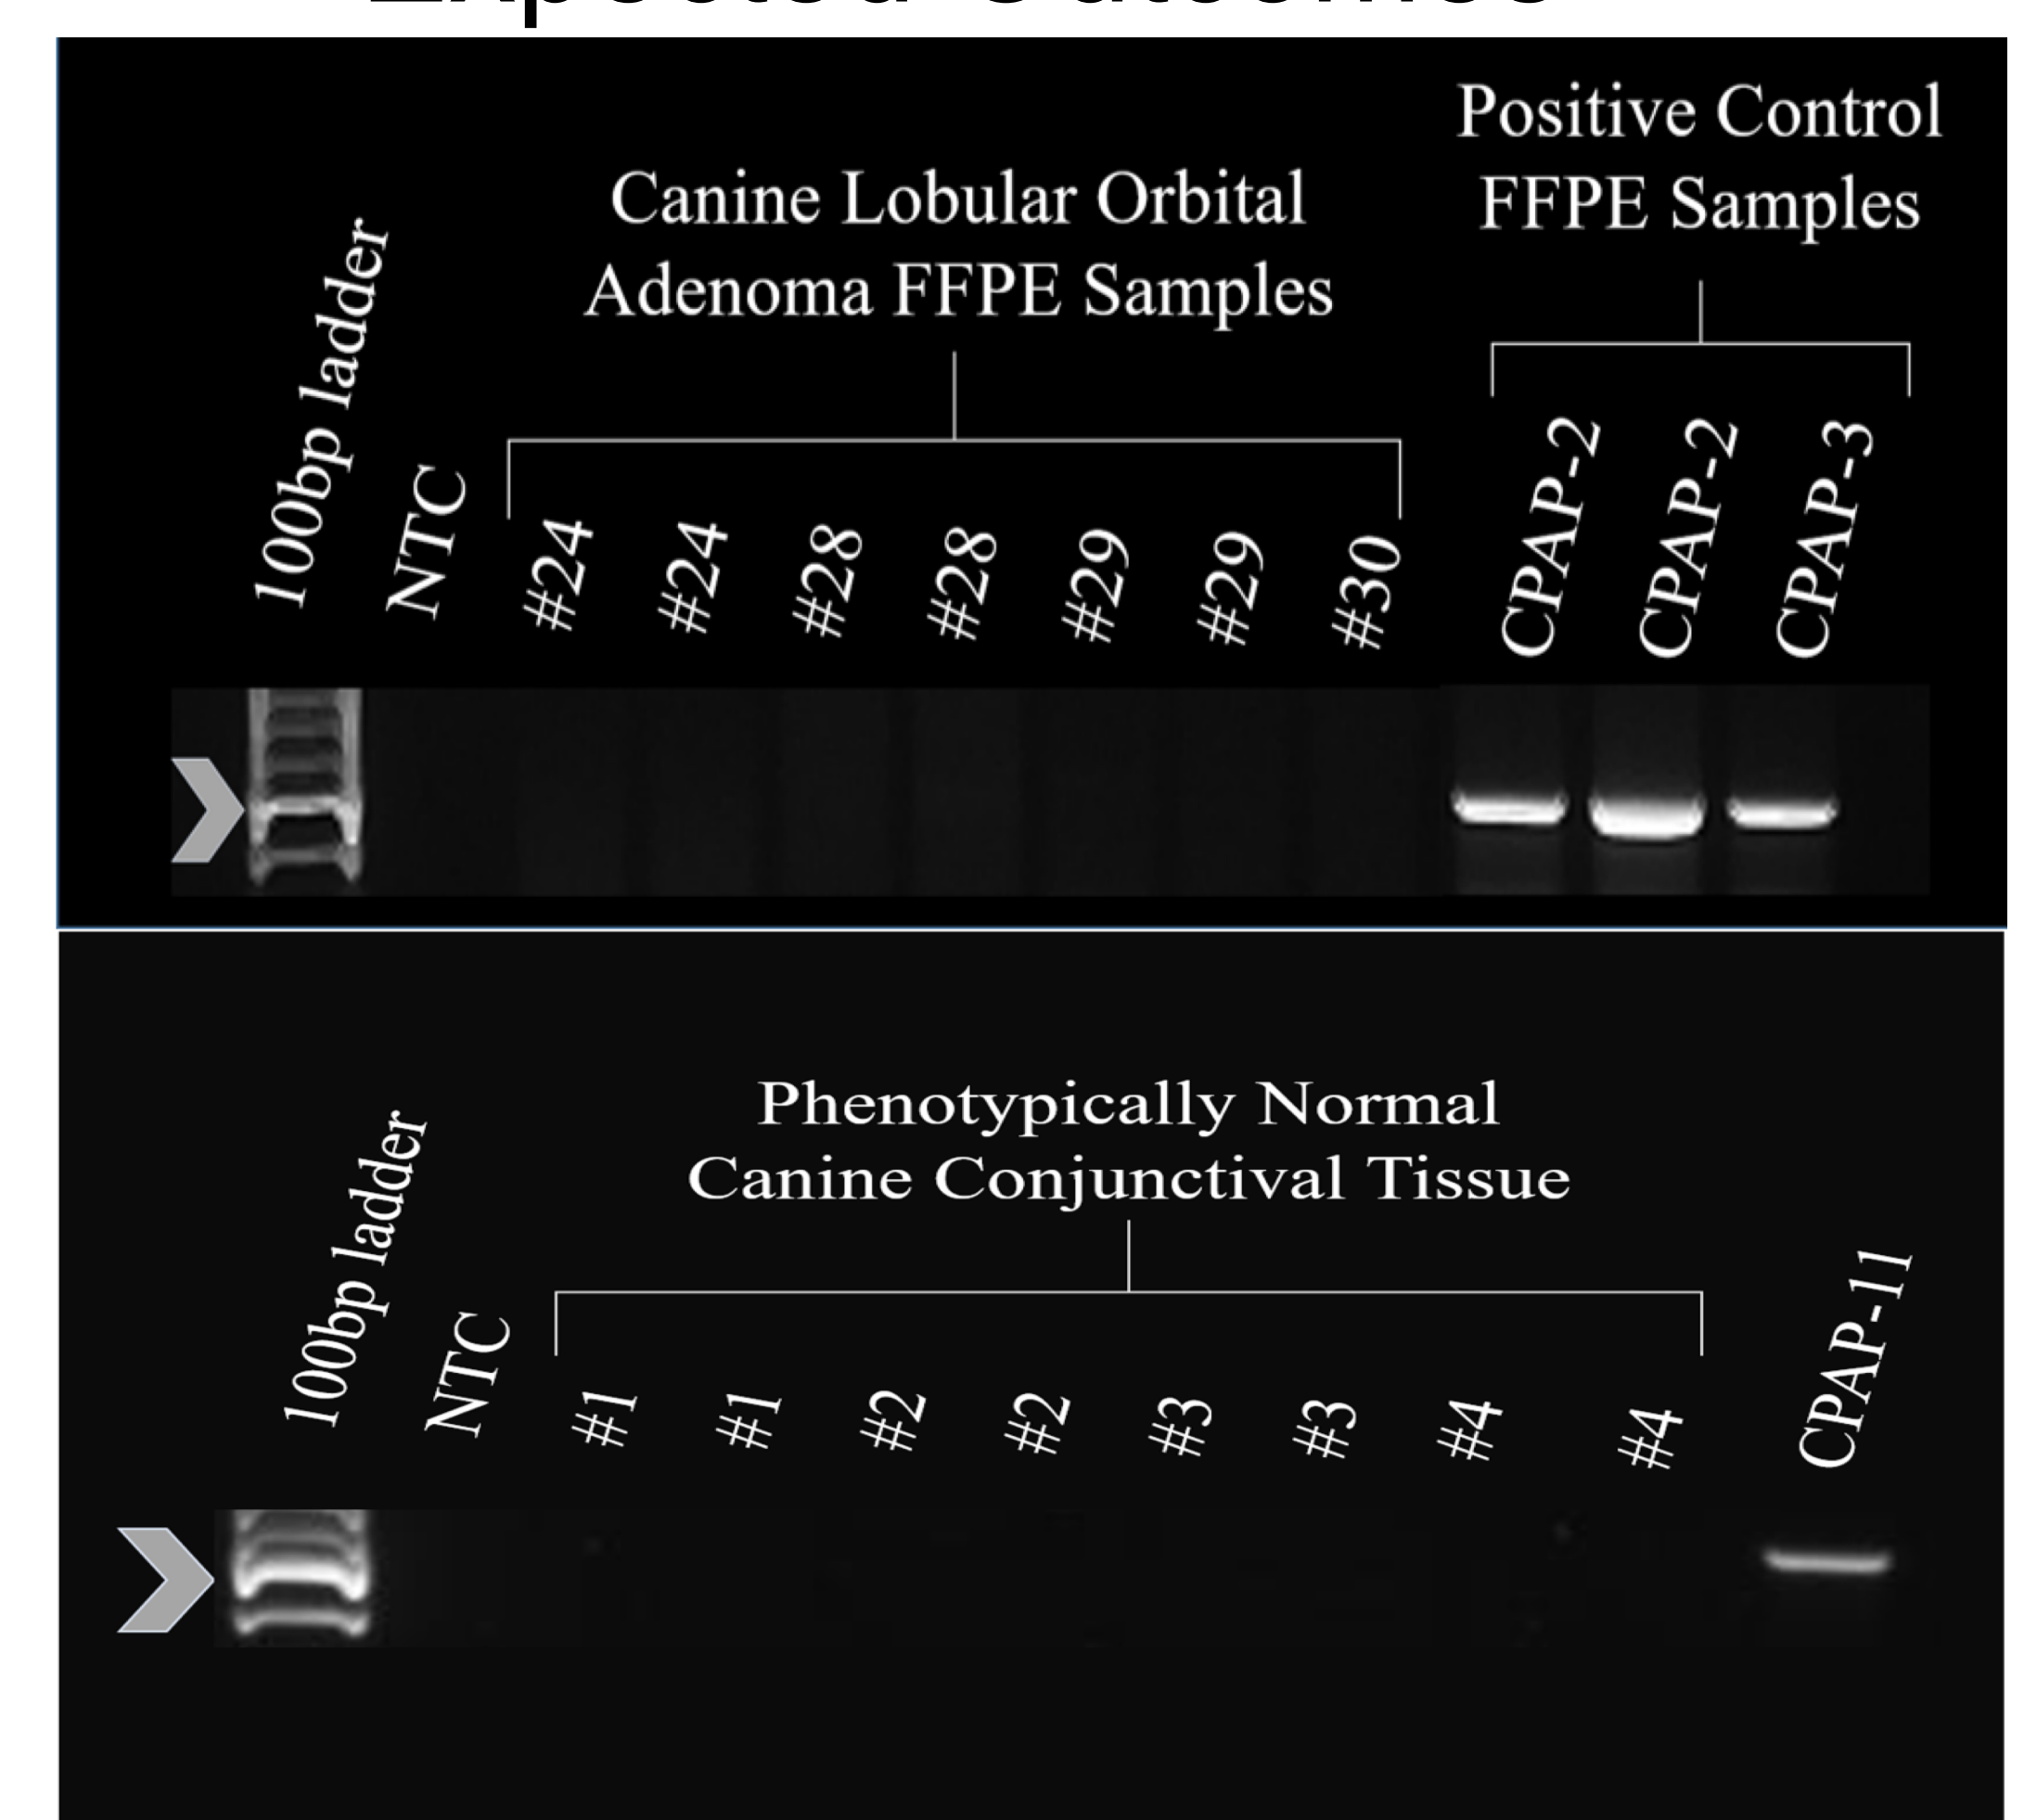 Expected Outcomes
Positive Control
FFPE Samples
Canine Lobular Orbital
Adenoma FFPE Samples
100bp ladder
NTC
#24
#24
#28
#28
#29
#29
#30
CPAP-2
CPAP-2
CPAP-3
Phenotypically Normal
Canine Conjunctival Tissue
100bp ladder
NTC
#1
#1
#2
#2
#3
#3
#4
#4
CPAP-11